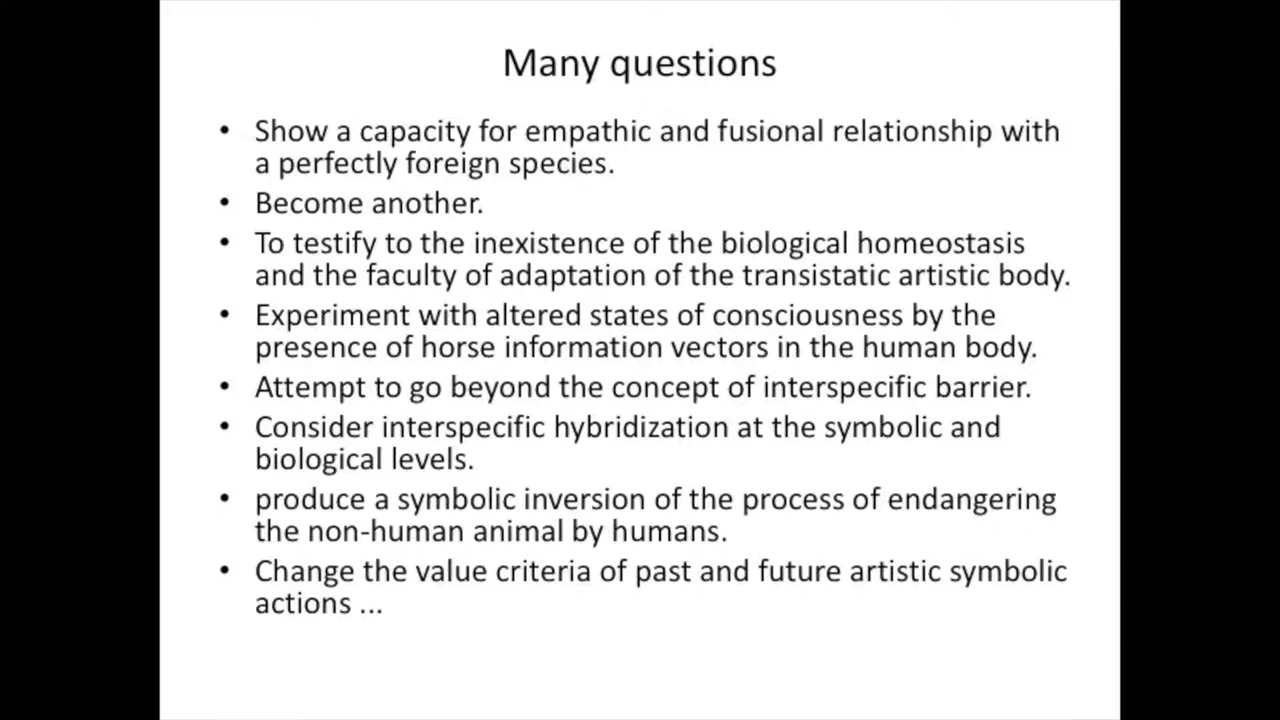 Many questions
• Show a capacity for empathic and fusional relationship with
a perfectly foreign species.
• Become another.
• To testify to the inexistence of the biological homeostasis
and the faculty of adaptation of the transistatic artistic body.
• Experiment with altered states of consciousness by the
presence of horse information vectors in the human body.
• Attempt to go beyond the concept of interspecific barrier.
• Consider interspecific hybridization at the symbolic and
biological levels.
• produce a symbolic inversion of the process of endangering
the non-human animal by humans.
• Change the value criteria of past and future artistic symbolic
actions ...